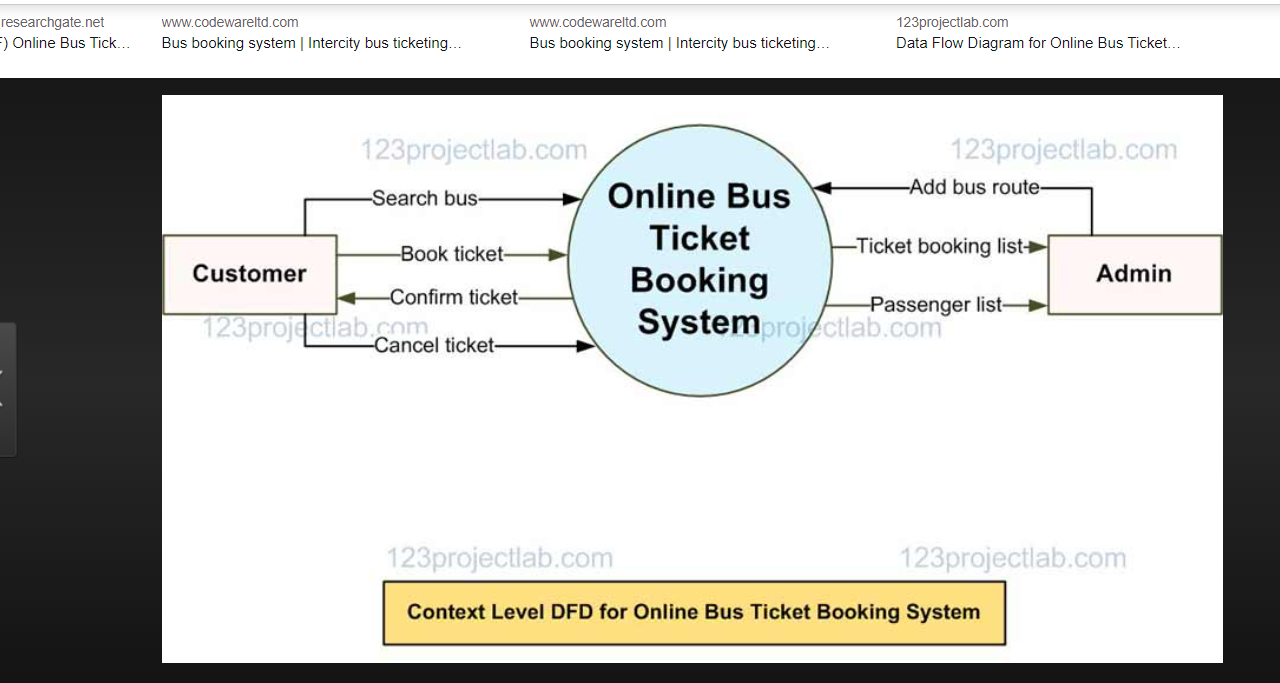 researchgate.net
www.codewareltd.com
www.codewareltd.com
123projectlab.com
F) Online Bus Tick...
Bus booking system | Intercity bus ticketing...
Bus booking system | Intercity bus ticketing...
Data Flow Diagram for Online Bus Ticket...
123projectlab.com
123projectlab.com
Search bus
Book ticket
Customer
Confirm ticket
123projectlab.com
Cancel ticket
Online Bus
Ticket
Booking
System
123projectlab.com
Add bus route
Ticket booking list
Admin
Passenger list
123projectlab.com
123projectlab.com
Context Level DFD for Online Bus Ticket Booking System